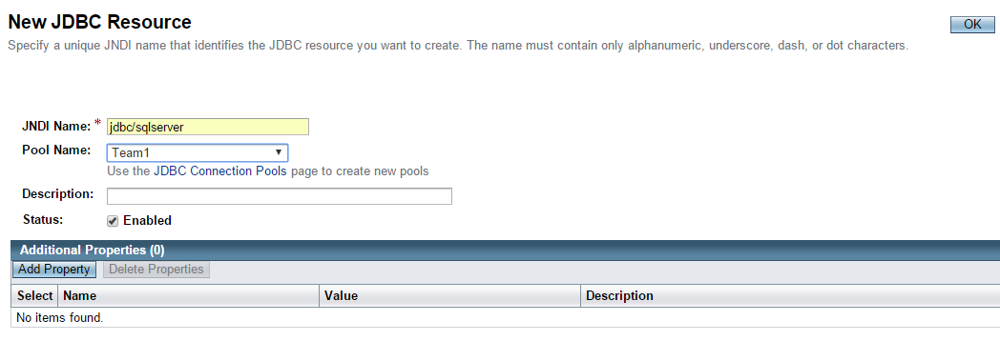 New JDBC Resource
OK
Specify a unique JNDI name that identifies the JDBC resource you want to create. The name must contain only alphanumeric, underscore, dash, or dot characters.
JNDI Name: * jdbc/sqlserver
Pool Name: Team1
Use the JDBC Connection Pools page to create new pools
Description:
Status: Enabled
Additional Properties (0)
Add Property Delete Properties
Select Name Value Description
No items found.